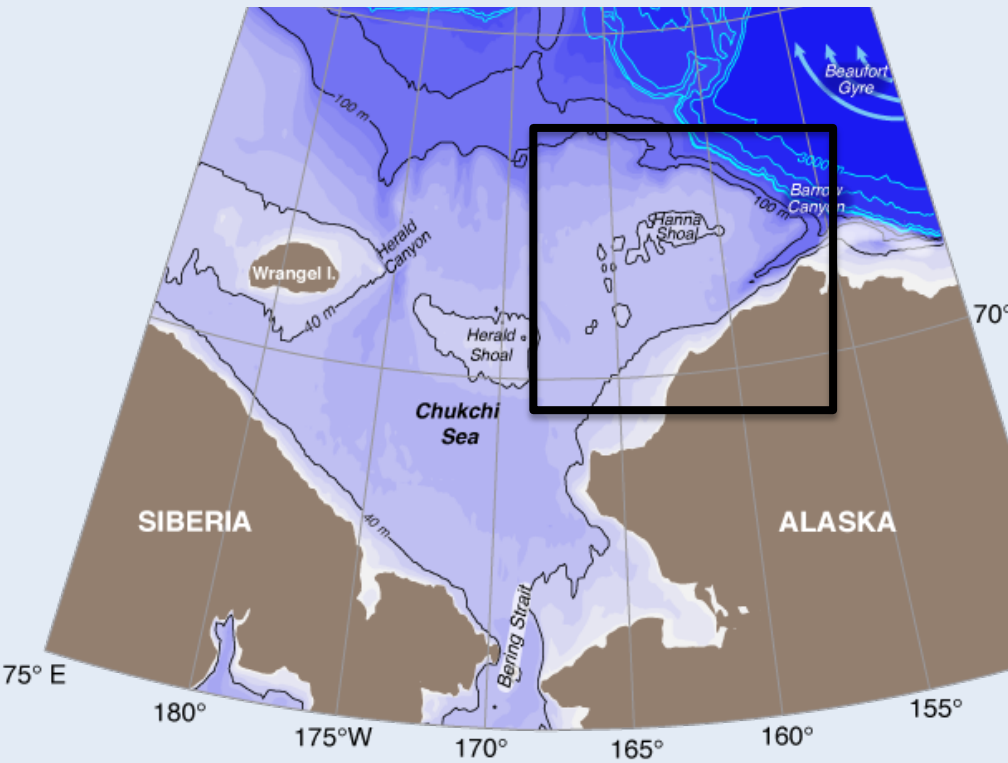 Beaufort
Gyre
100 m
3000 m
Barrow
Canyon
100 m
Hanna
Shoal
Herald
Canyon
Wrangel I.
40 m
70°
Herald
Shoal
Chukchi
Sea
SIBERIA
40 m
ALASKA
Bering Strait
75° E
180°
175°W
170°
165°
160°
155°